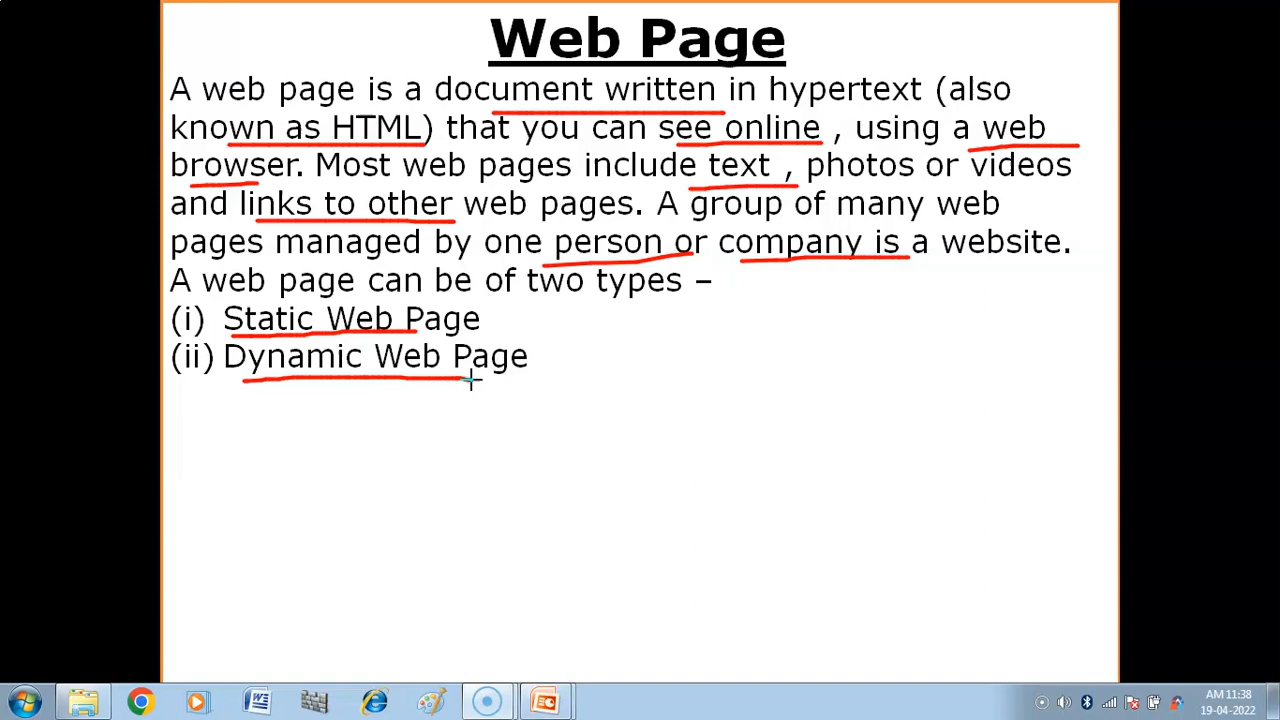 Web Page
A web page is a document written in hypertext (also
known as HTML) that you can see online , using a web
browser. Most web pages include text , photos or videos
and links to other web pages. A group of many web
pages managed by one person or company is a website.
A web page can be of two types –
(i) Static Web Page
(ii) Dynamic Web Page
AM 11:38
19-04-2022